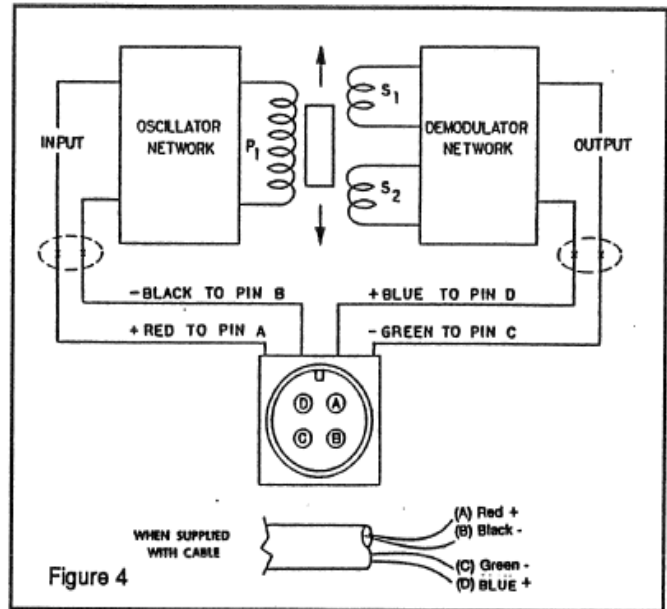 OSCILLATOR
NETWORK
P1
S1
S2
DEMODULATOR
NETWORK
INPUT
OUTPUT
-BLACK TO PIN B
+BLUE TO PIN D
+RED TO PIN A
-GREEN TO PIN C
D A
C B
WHEN SUPPLIED
WITH CABLE
(A) Red +
(B) Black -
(C) Green -
(D) BLUE +
Figure 4